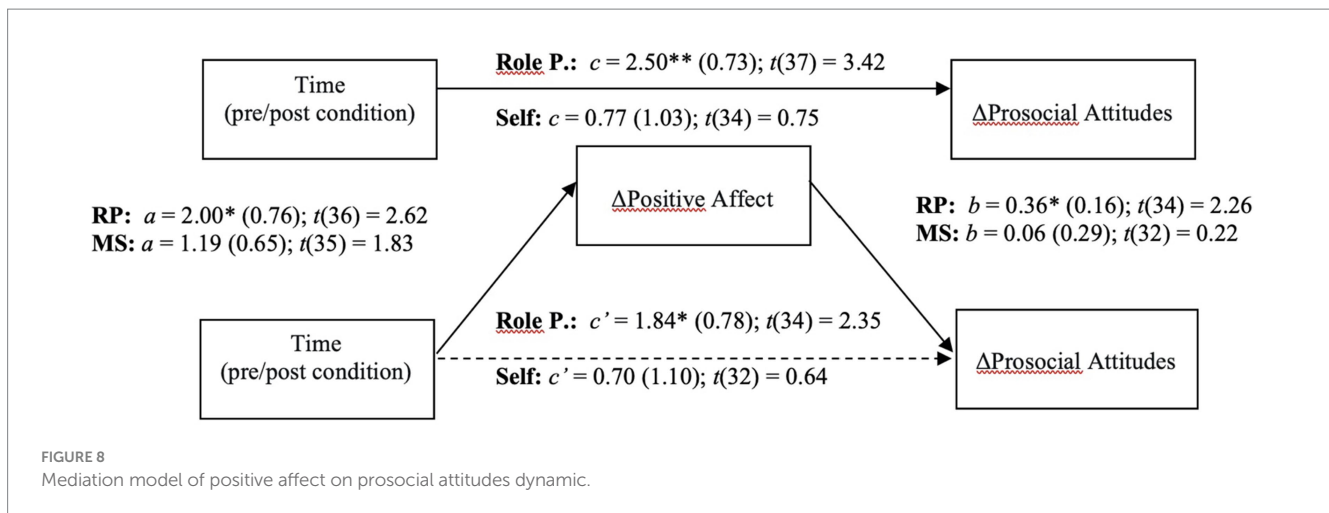 Role P.: c = 2.50** (0.73); t(37) = 3.42
Time
(pre/post condition)
ΔProsocial Attitudes
Self: c = 0.77 (1.03); t(34) = 0.75
ΔPositive Affect
RP: a = 2.00* (0.76); t(36) = 2.62
MS: a = 1.19 (0.65); t(35) = 1.83
RP: b = 0.36* (0.16); t(34) = 2.26
MS: b = 0.06 (0.29); t(32) = 0.22
Role P.: c’ = 1.84* (0.78); t(34) = 2.35
Time
(pre/post condition)
ΔProsocial Attitudes
Self: c’ = 0.70 (1.10); t(32) = 0.64
FIGURE 8
Mediation model of positive affect on prosocial attitudes dynamic.